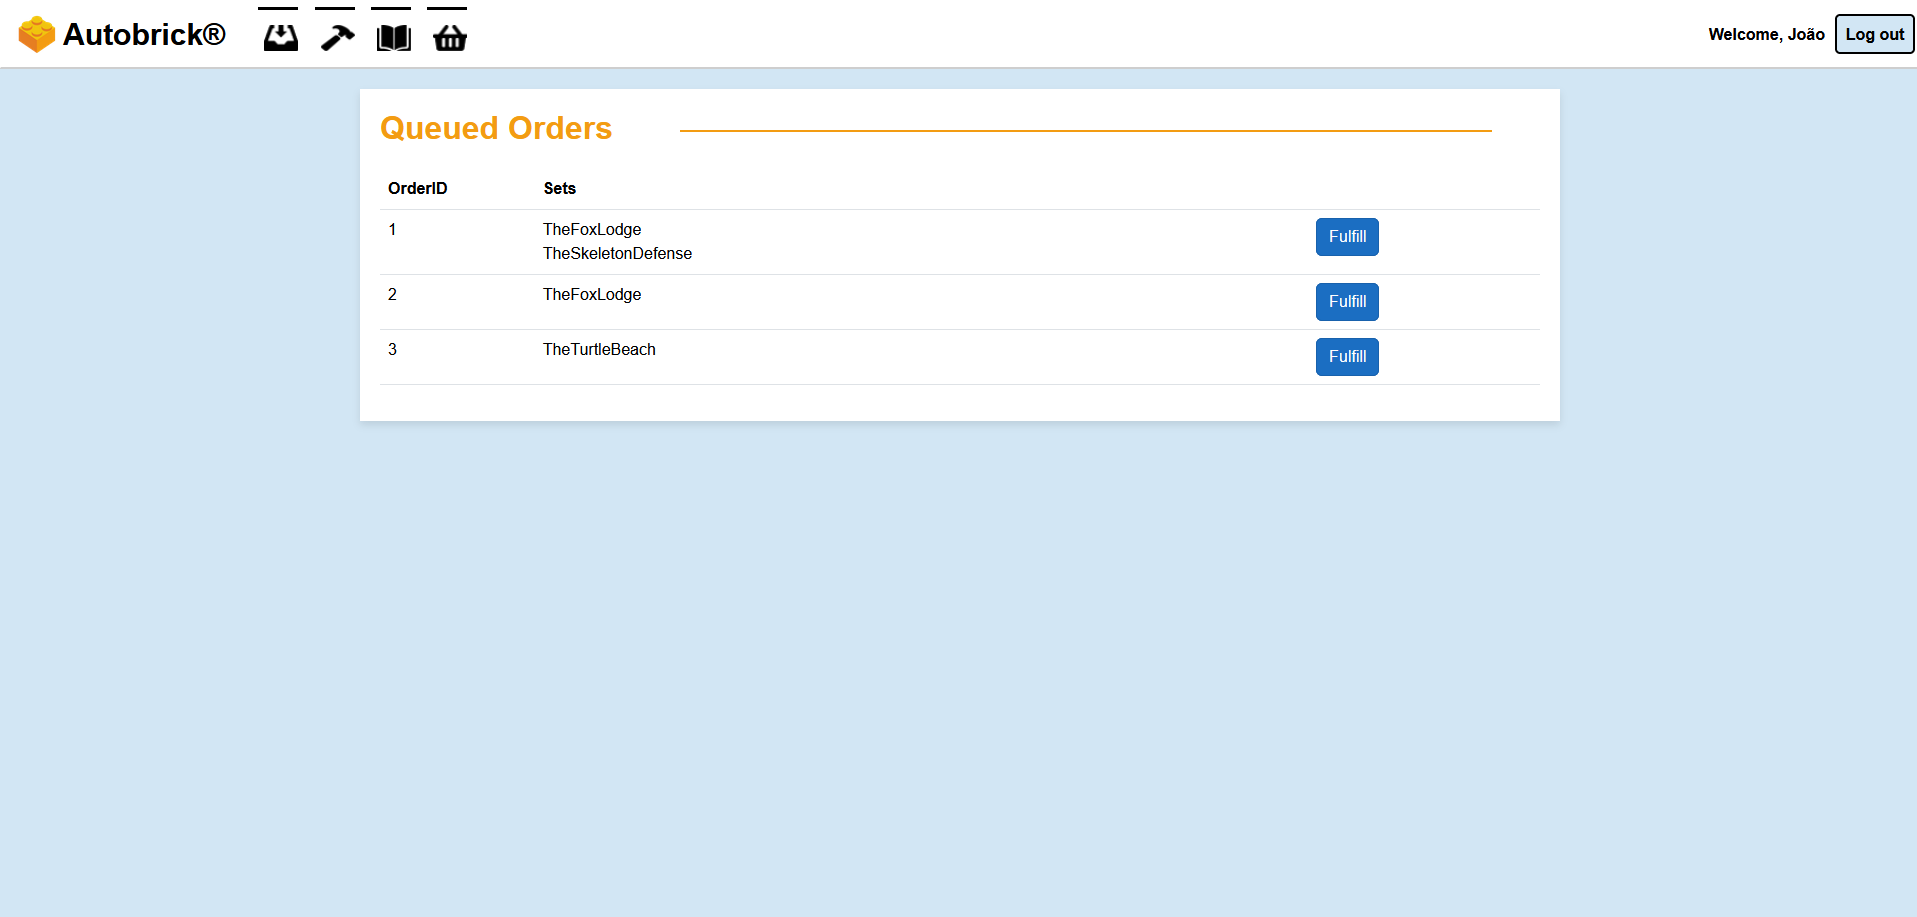 Autobrick®
Welcome, João
Log out
Queued Orders
OrderID Sets
1 TheFoxLodge Fulfill
TheSkeletonDefense
2 TheFoxLodge Fulfill
3 TheTurtleBeach Fulfill